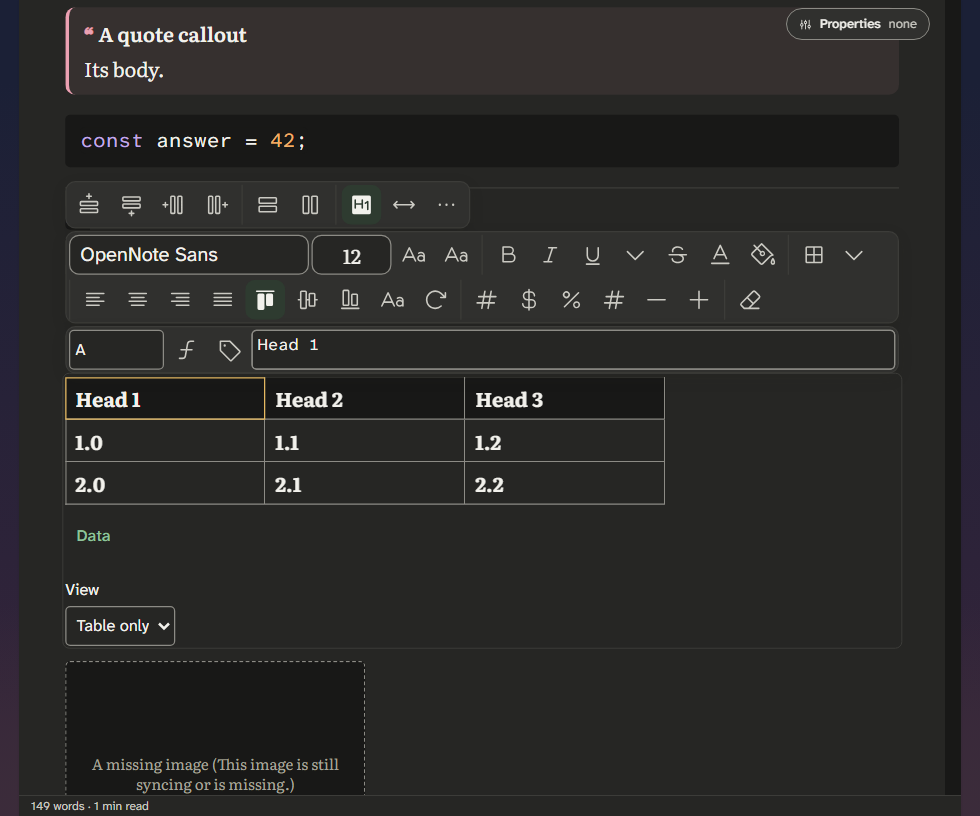 ❝ A quote callout
Properties none
Its body.
const answer = 42;
H1
OpenNote Sans 12 Aa Aa B I U S A
Aa # $ % #
A Head 1
Head 1 Head 2 Head 3
1.0 1.1 1.2
2.0 2.1 2.2
Data
View
Table only
A missing image (This image is still
syncing or is missing.)
149 words · 1 min read